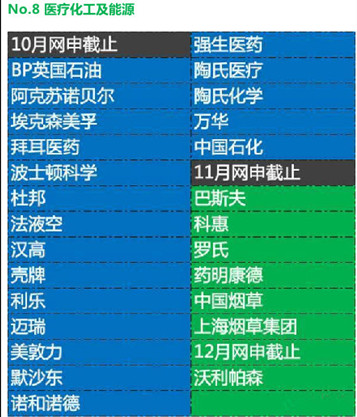 No.8 医疗化工及能源
10月网申截止
BP英国石油
阿克苏诺贝尔
埃克森美孚
拜耳医药
波士顿科学
杜邦
法液空
汉高
壳牌
利乐
迈瑞
美敦力
默沙东
诺和诺德
强生医药
陶氏医疗
陶氏化学
万华
中国石化
11月网申截止
巴斯夫
科惠
罗氏
药明康德
中国烟草
上海烟草集团
12月网申截止
沃利帕森